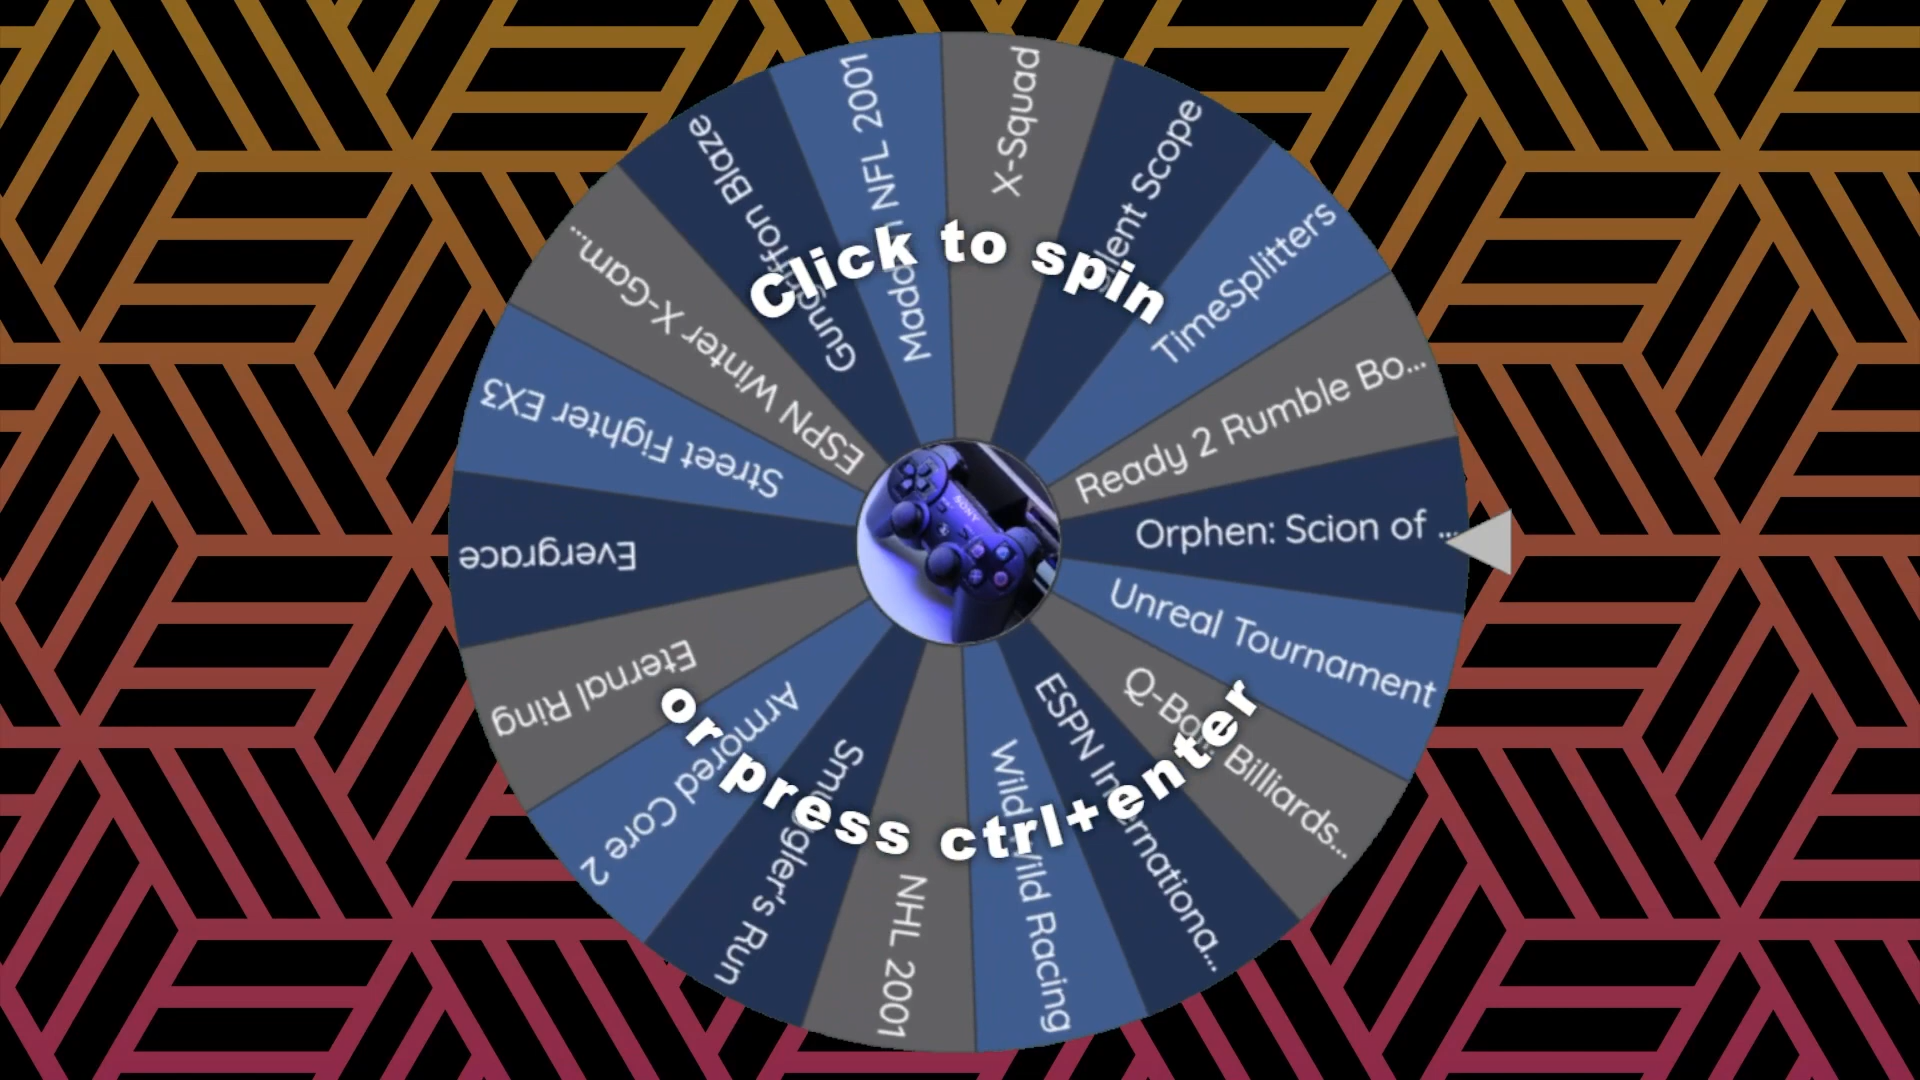 Click to spin
or press ctrl+enter
X-Squad
Silent Scope
TimeSplitters
Ready 2 Rumble Bo...
Orphen: Scion of ...
Unreal Tournament
Q-Ball Billiards...
ESPN Internationa...
Wild Wild Racing
NHL 2001
Smuggler's Run
Armored Core 2
Eternal Ring
Evergrace
Street Fighter EX3
ESPN Winter X-Gam...
Gungriffon Blaze
Madden NFL 2001
SONY